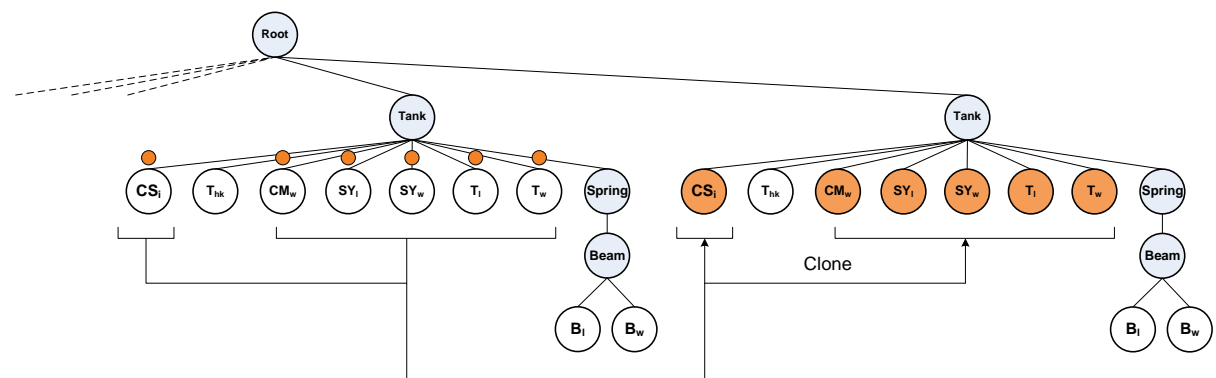 Root
Tank Tank
CSi Thk CMw SYl SYw Tl Tw Spring CSi Thk CMw SYl SYw Tl Tw Spring
Beam Clone Beam
Bl Bw Bl Bw